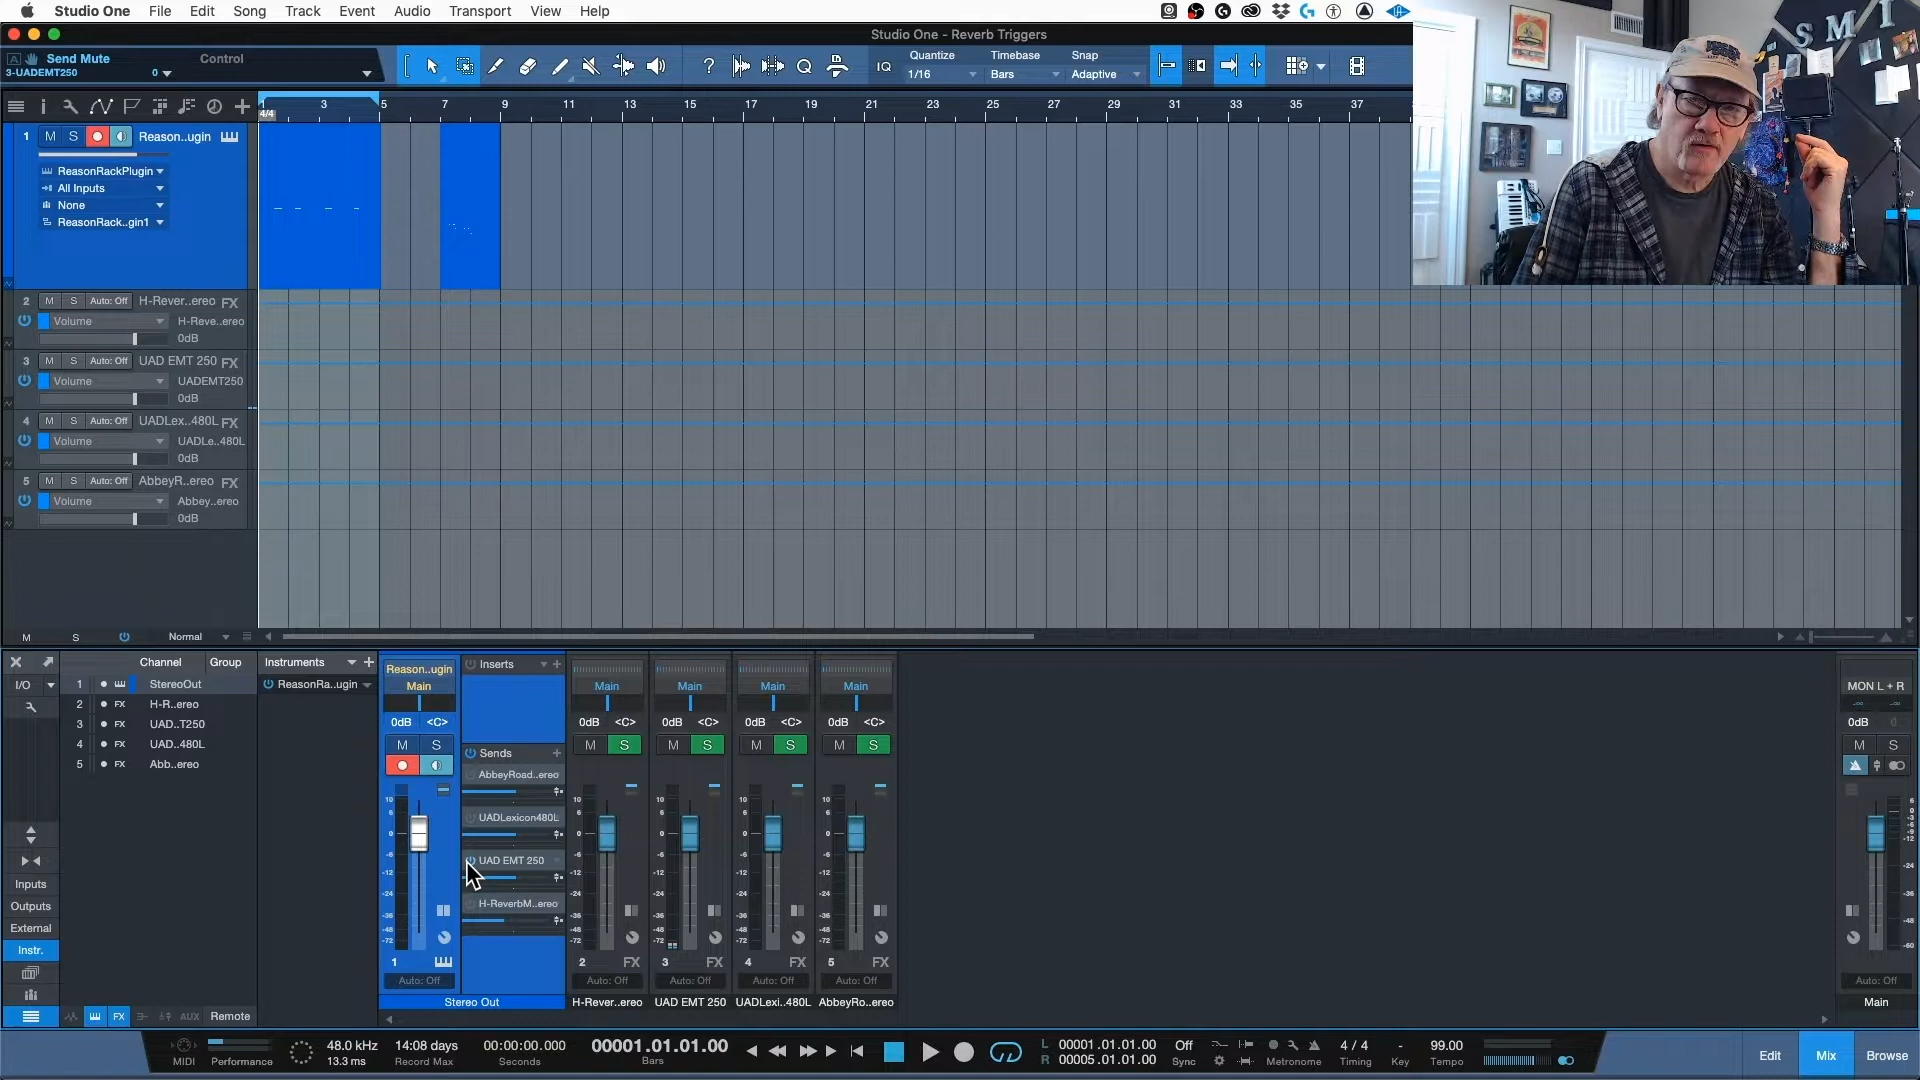 Studio One File Edit Song Track Event Audio Transport View Help
Studio One - Reverb Triggers
Send Mute
3-UADEMT250
0
Control
IQ
Quantize
1/16
Timebase
Bars
Snap
Adaptive
1 3 5 7 9 11 13 15 17 19 21 23 25 27 29 31 33 35 37
4/4
1 M S Reason..ugin
ReasonRackPlugin
All Inputs
None
ReasonRack..gin1
2 M S Auto: Off H-Rever..ereo FX
Volume H-Reve..ereo
0dB
3 M S Auto: Off UAD EMT 250 FX
Volume UADEMT250
0dB
4 M S Auto: Off UADLex..480L FX
Volume UADLe..480L
0dB
5 M S Auto: Off AbbeyR..ereo FX
Volume Abbey..ereo
0dB
M S Normal
SMI
I/O
Inputs
Outputs
External
Instr.
Channel Group
1 StereoOut
2 FX H-R..ereo
3 FX UAD..T250
4 FX UAD..480L
5 FX Abb..ereo
FX AUX Remote
Instruments
ReasonRa..ugin
Reason..ugin
Main
0dB <C>
M S
1
Auto: Off
Stereo Out
Inserts
Sends
AbbeyRoad..ereo
UADLexicon480L
UAD EMT 250
H-ReverbM..ereo
Main
0dB <C>
M S
2 FX
Auto: Off
H-Rever..ereo
Main
0dB <C>
M S
3 FX
Auto: Off
UAD EMT 250
Main
0dB <C>
M S
4 FX
Auto: Off
UADLexi..480L
Main
0dB <C>
M S
5 FX
Auto: Off
AbbeyRo..ereo
MON L + R
0dB
M S
Auto: Off
Main
MIDI
Performance
48.0 kHz
13.3 ms
14:08 days
Record Max
00:00:00.000
Seconds
00001.01.01.00
Bars
L 00001.01.01.00
R 00005.01.01.00
Off
Sync
Metronome
4 / 4
Timing
-
Key
99.00
Tempo
Edit
Mix
Browse